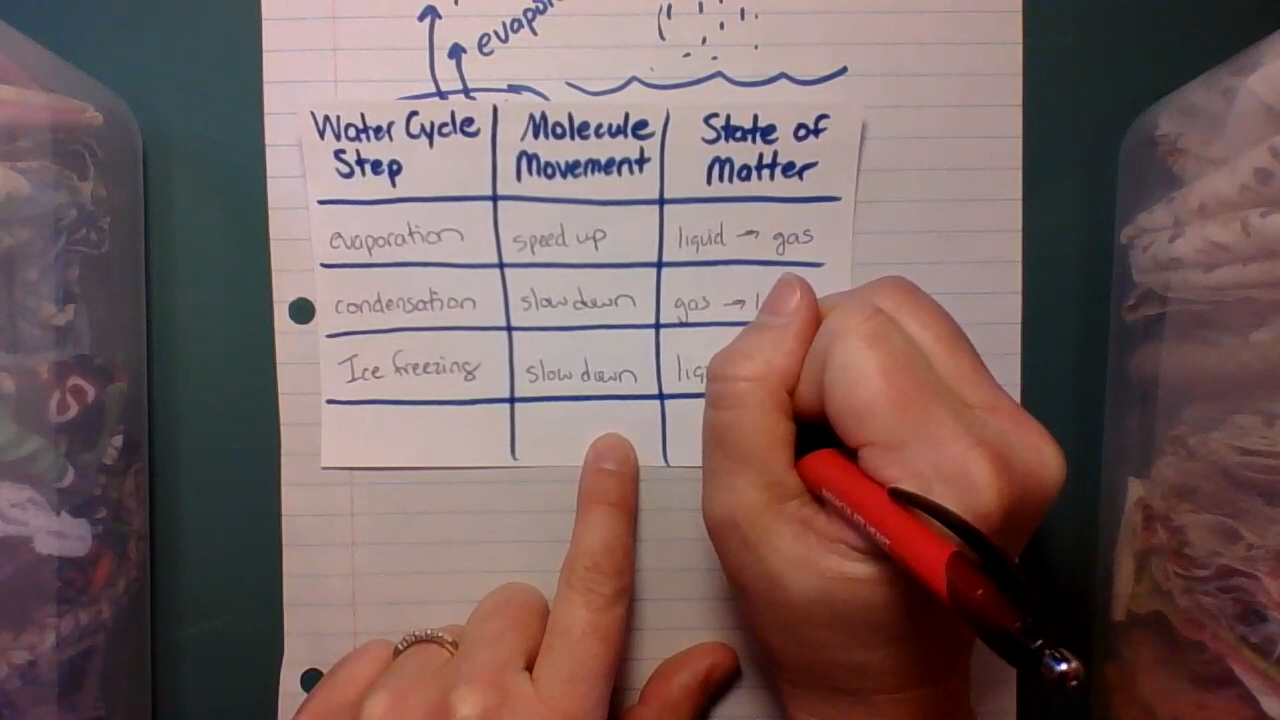 Water Cycle Step
Molecule Movement
State of Matter
evaporation
speed up
liquid → gas
condensation
slow down
gas →
Ice freezing
slow down